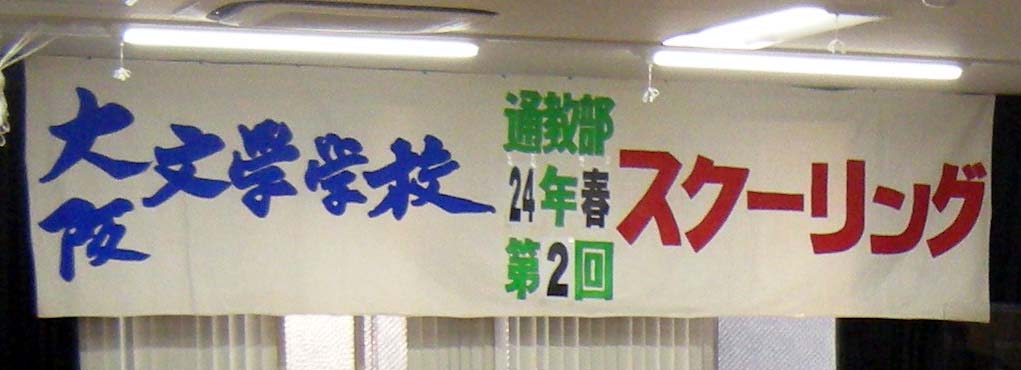 大阪文学学校
通教部
24年春
第2回
スクーリング